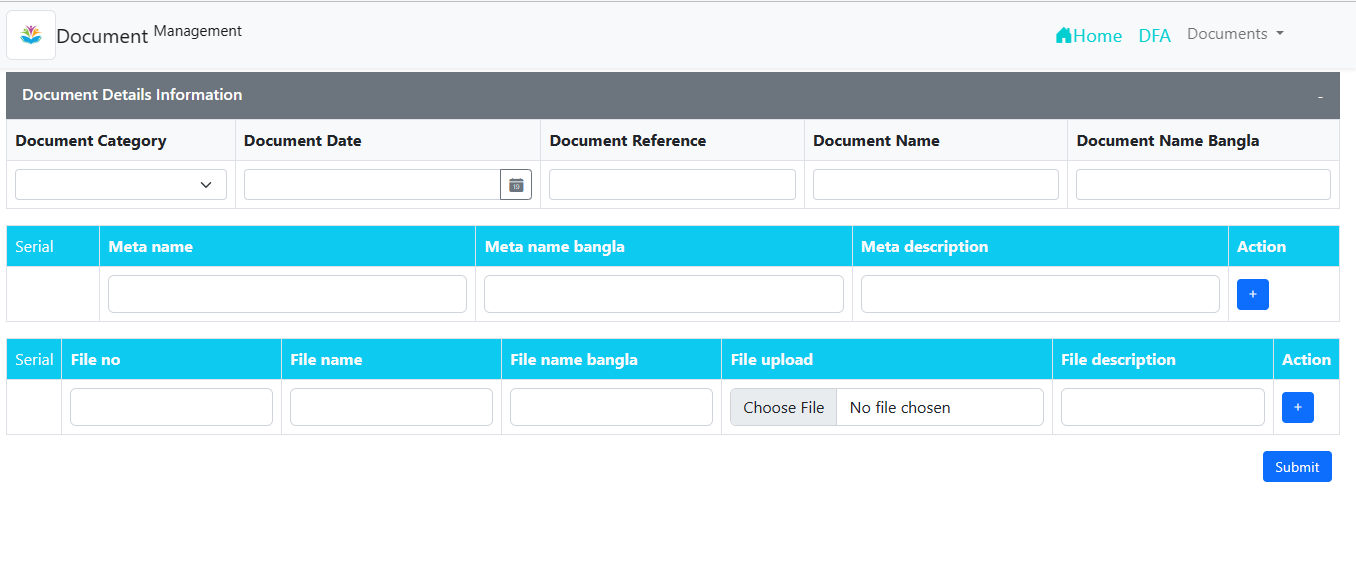 Document Management
Home DFA Documents
Document Details Information -
Document Category Document Date Document Reference Document Name Document Name Bangla
Serial Meta name Meta name bangla Meta description Action
+
Serial File no File name File name bangla File upload File description Action
Choose File No file chosen +
Submit